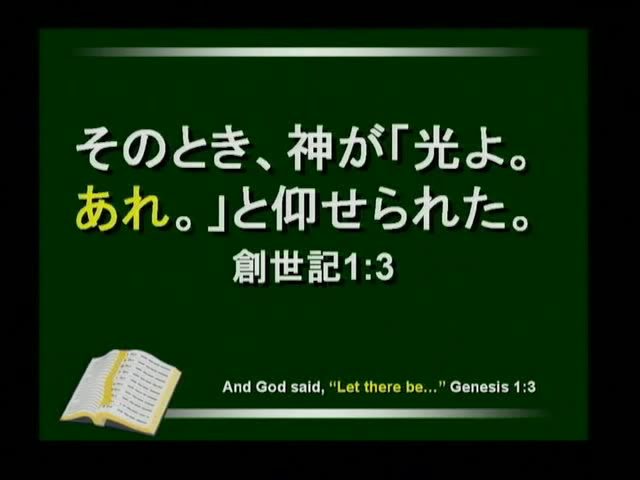 そのとき、神が「光よ。
あれ。」と仰せられた。
創世記1:3
And God said, “Let there be…” Genesis 1:3